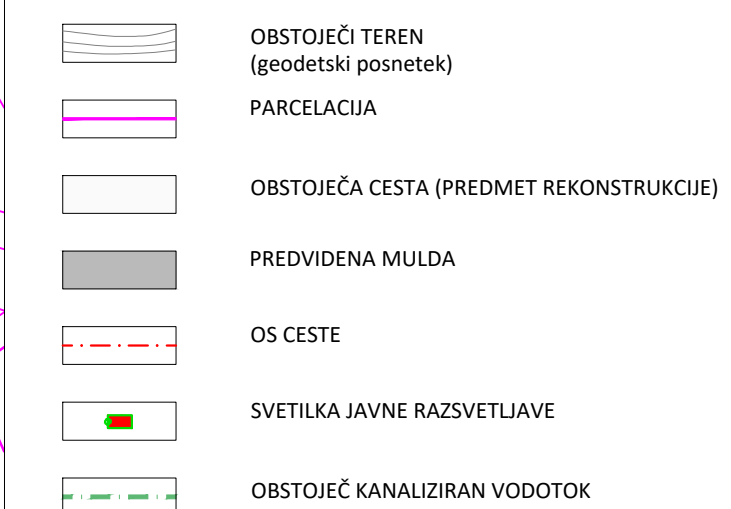 OBSTOJEČI TEREN
(geodetski posnetek)
PARCELACIJA
OBSTOJEČA CESTA (PREDMET REKONSTRUKCIJE)
PREDVIDENA MULDA
OS CESTE
SVETILKA JAVNE RAZSVETLJAVE
OBSTOJEČ KANALIZIRAN VODOTOK